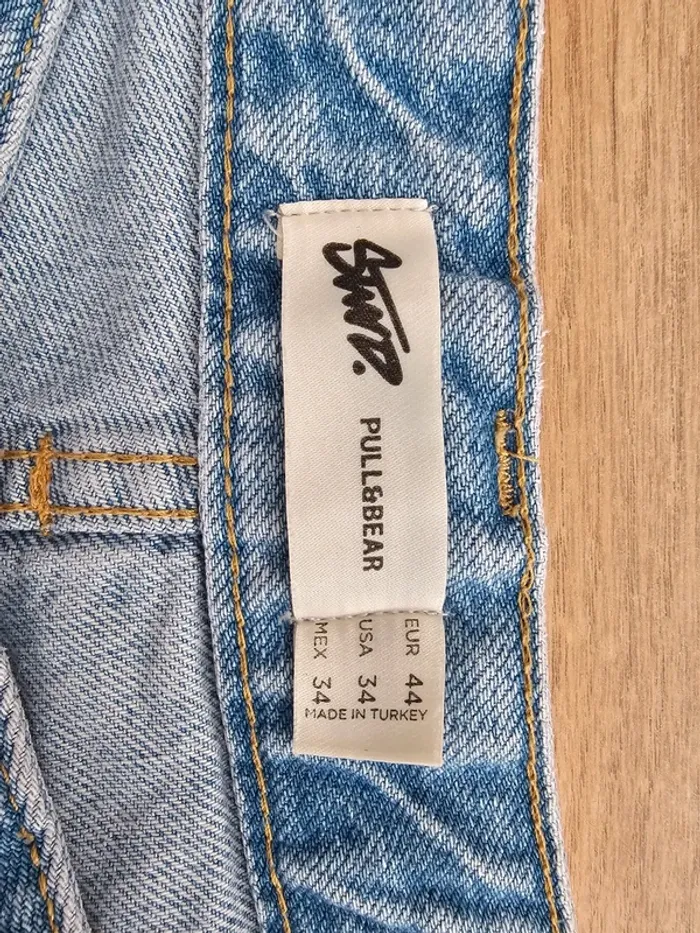 STWD.
PULL&BEAR
EUR 44
USA 34
MEX 34
MADE IN TURKEY